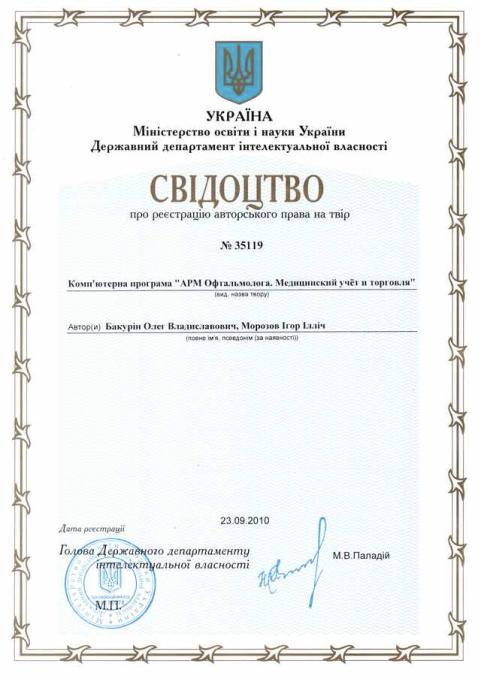 УКРАЇНА
Міністерство освіти і науки України
Державний департамент інтелектуальної власності
СВІДОЦТВО
про реєстрацію авторського права на твір
№ 35119
Комп'ютерна програма "АРМ Офтальмолога. Медицинский учёт и торговля"
(вид, назва твору)
Автор(и) Бакурін Олег Владиславович, Морозов Ігор Ілліч
(повне ім'я, псевдонім (за наявності))
23.09.2010
Дата реєстрації
Голова Державного департаменту
інтелектуальної власності
М.В.Паладій
М.П.